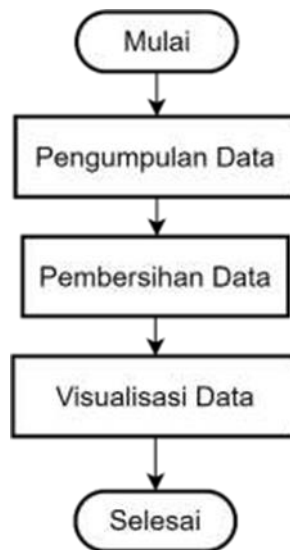 Mulai
Pengumpulan Data
Pembersihan Data
Visualisasi Data
Selesai